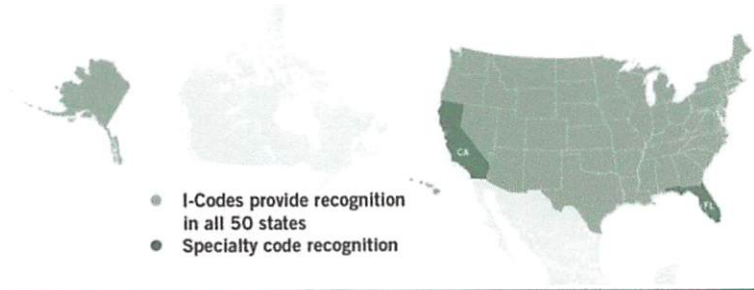 CA
FL
I-Codes provide recognition
in all 50 states
Specialty code recognition